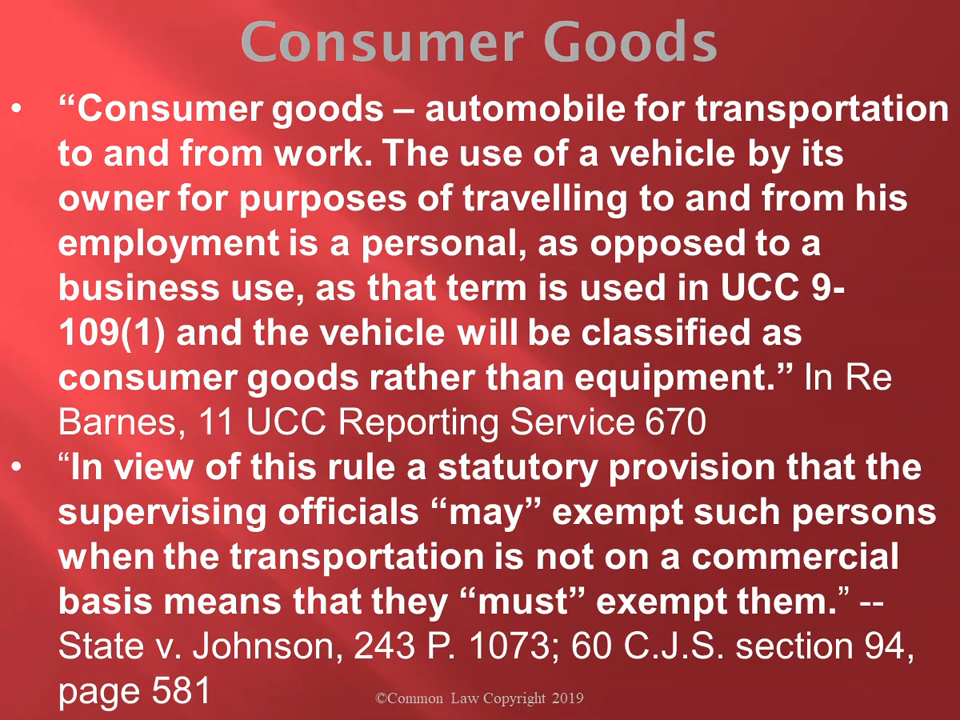 Consumer Goods
• “Consumer goods – automobile for transportation
to and from work. The use of a vehicle by its
owner for purposes of travelling to and from his
employment is a personal, as opposed to a
business use, as that term is used in UCC 9-
109(1) and the vehicle will be classified as
consumer goods rather than equipment.” In Re
Barnes, 11 UCC Reporting Service 670
• “In view of this rule a statutory provision that the
supervising officials “may” exempt such persons
when the transportation is not on a commercial
basis means that they “must” exempt them.” --
State v. Johnson, 243 P. 1073; 60 C.J.S. section 94,
page 581
©Common Law Copyright 2019